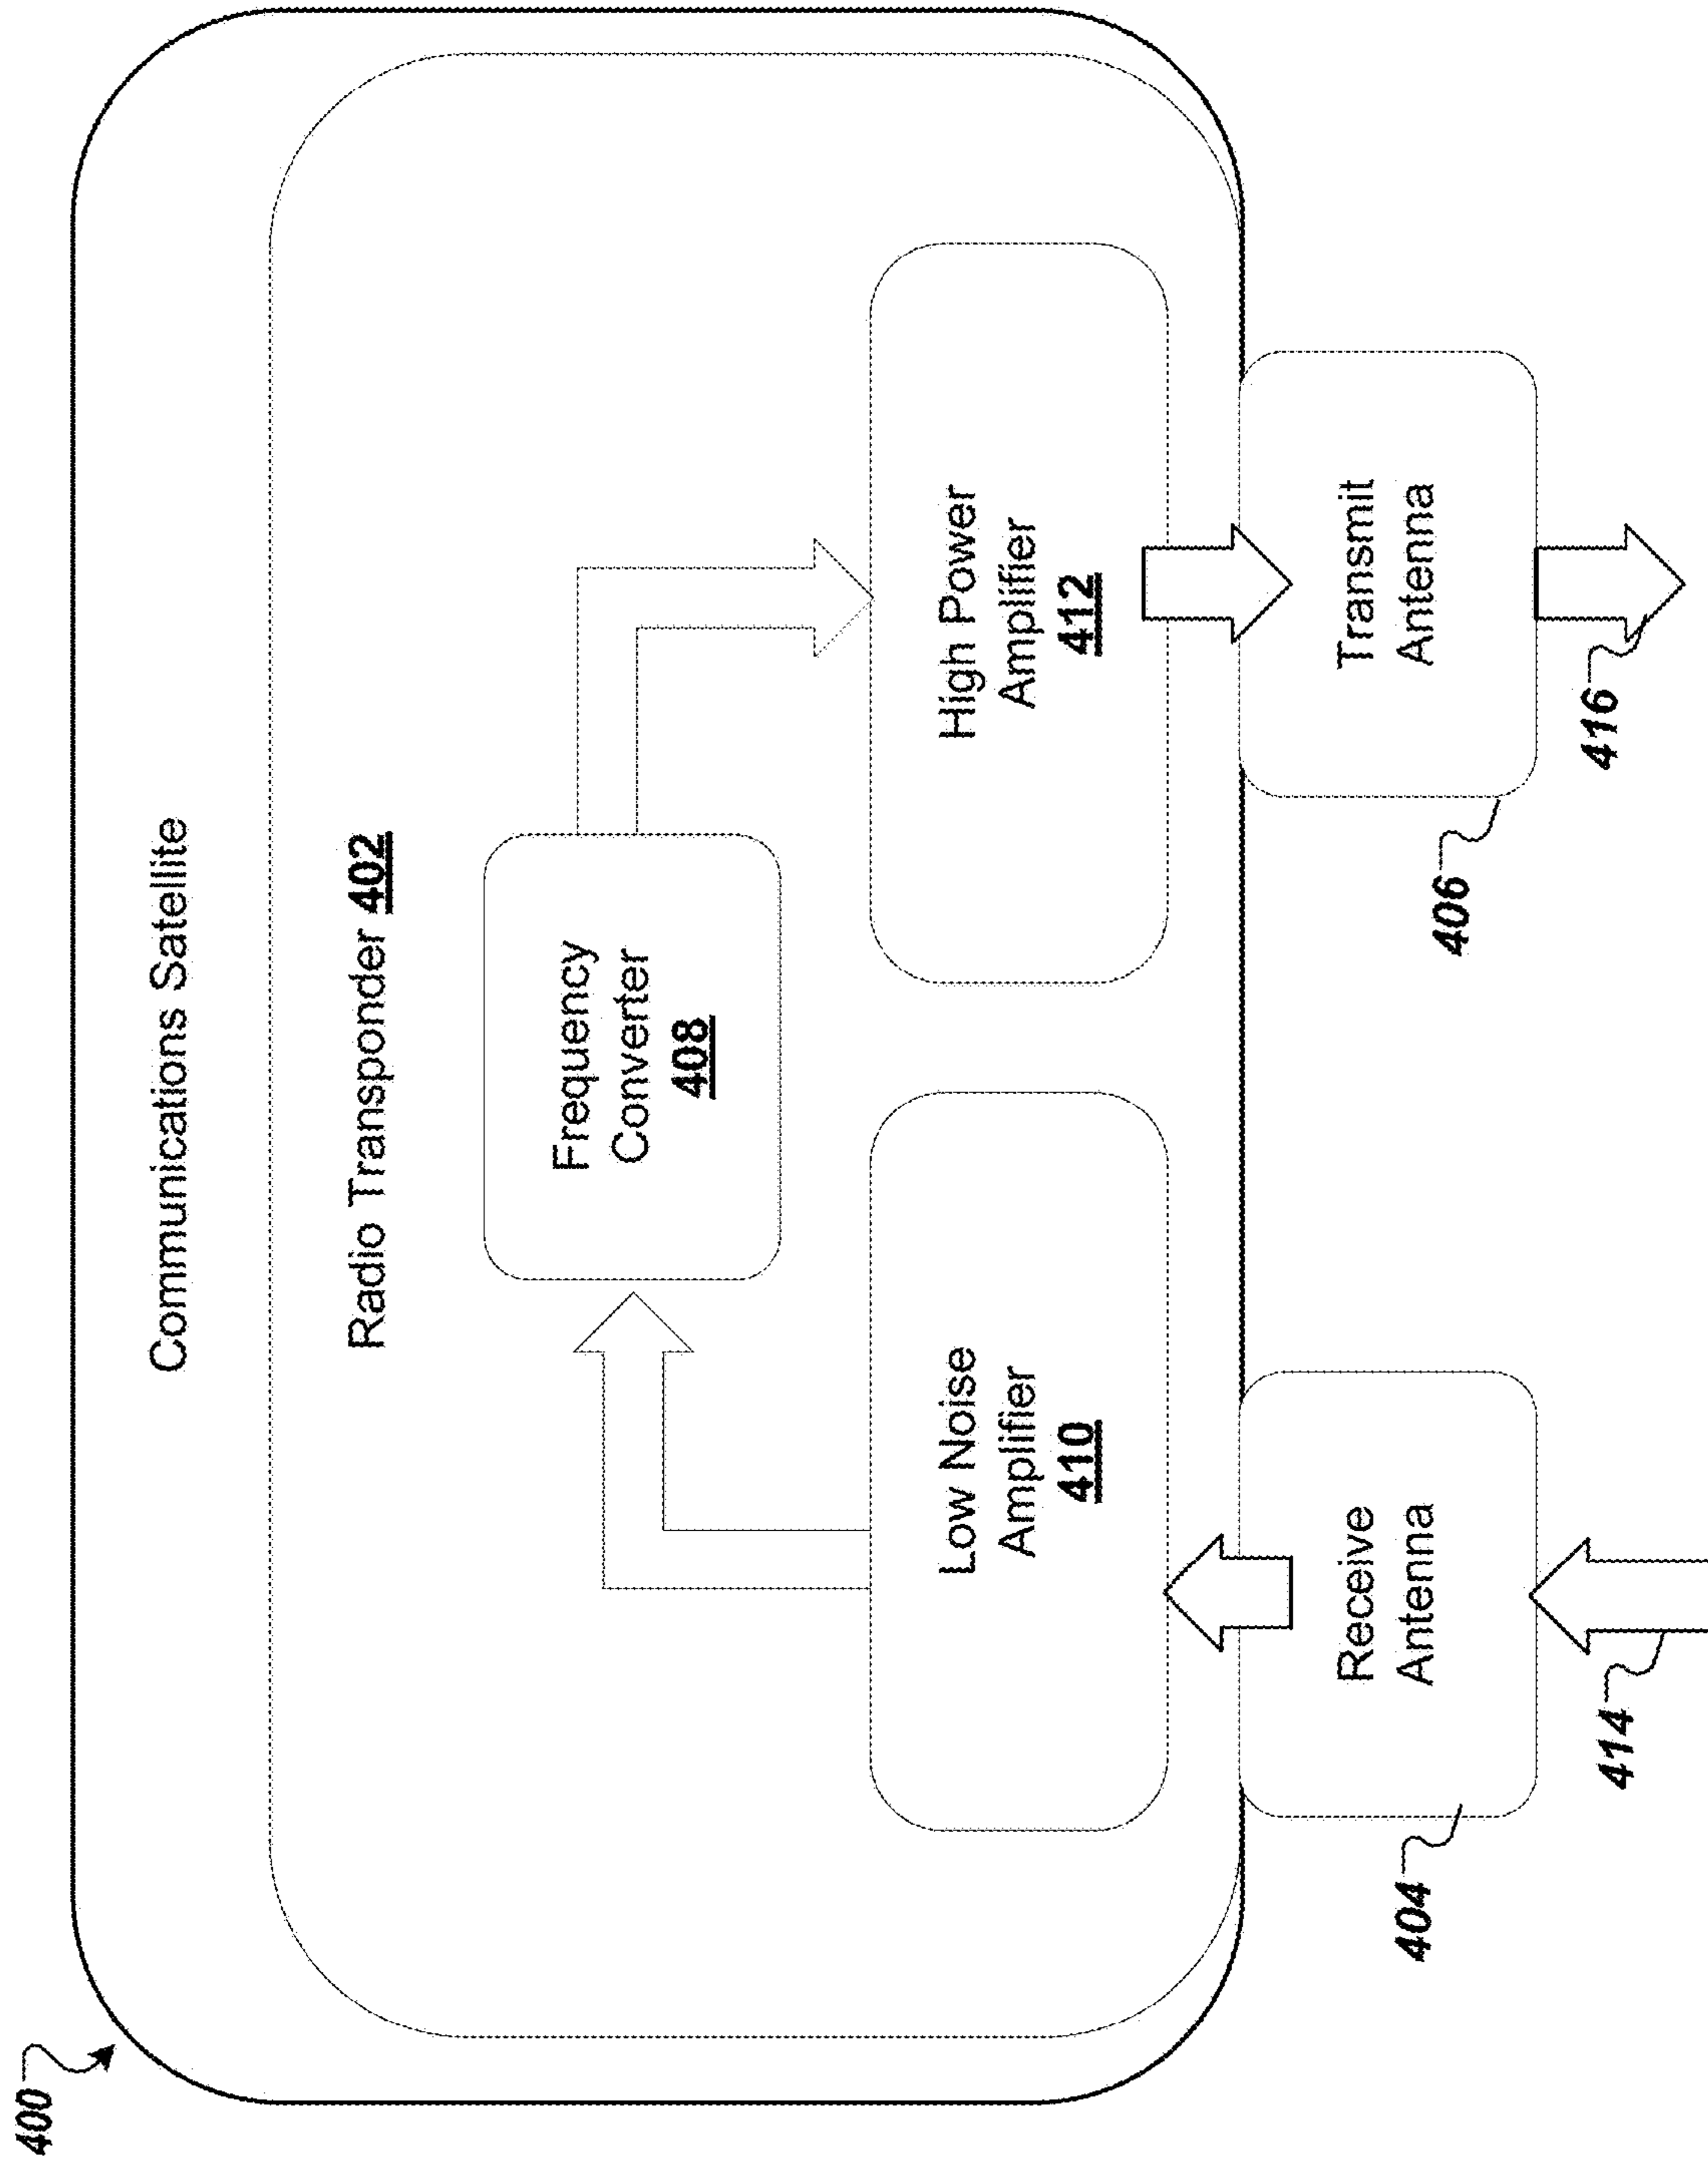 400
Communications Satellite
Radio Transponder 402
Frequency
Converter
408
Low Noise
Amplifier
410
High Power
Amplifier
412
Receive
Antenna
Transmit
Antenna
404
406
414
416